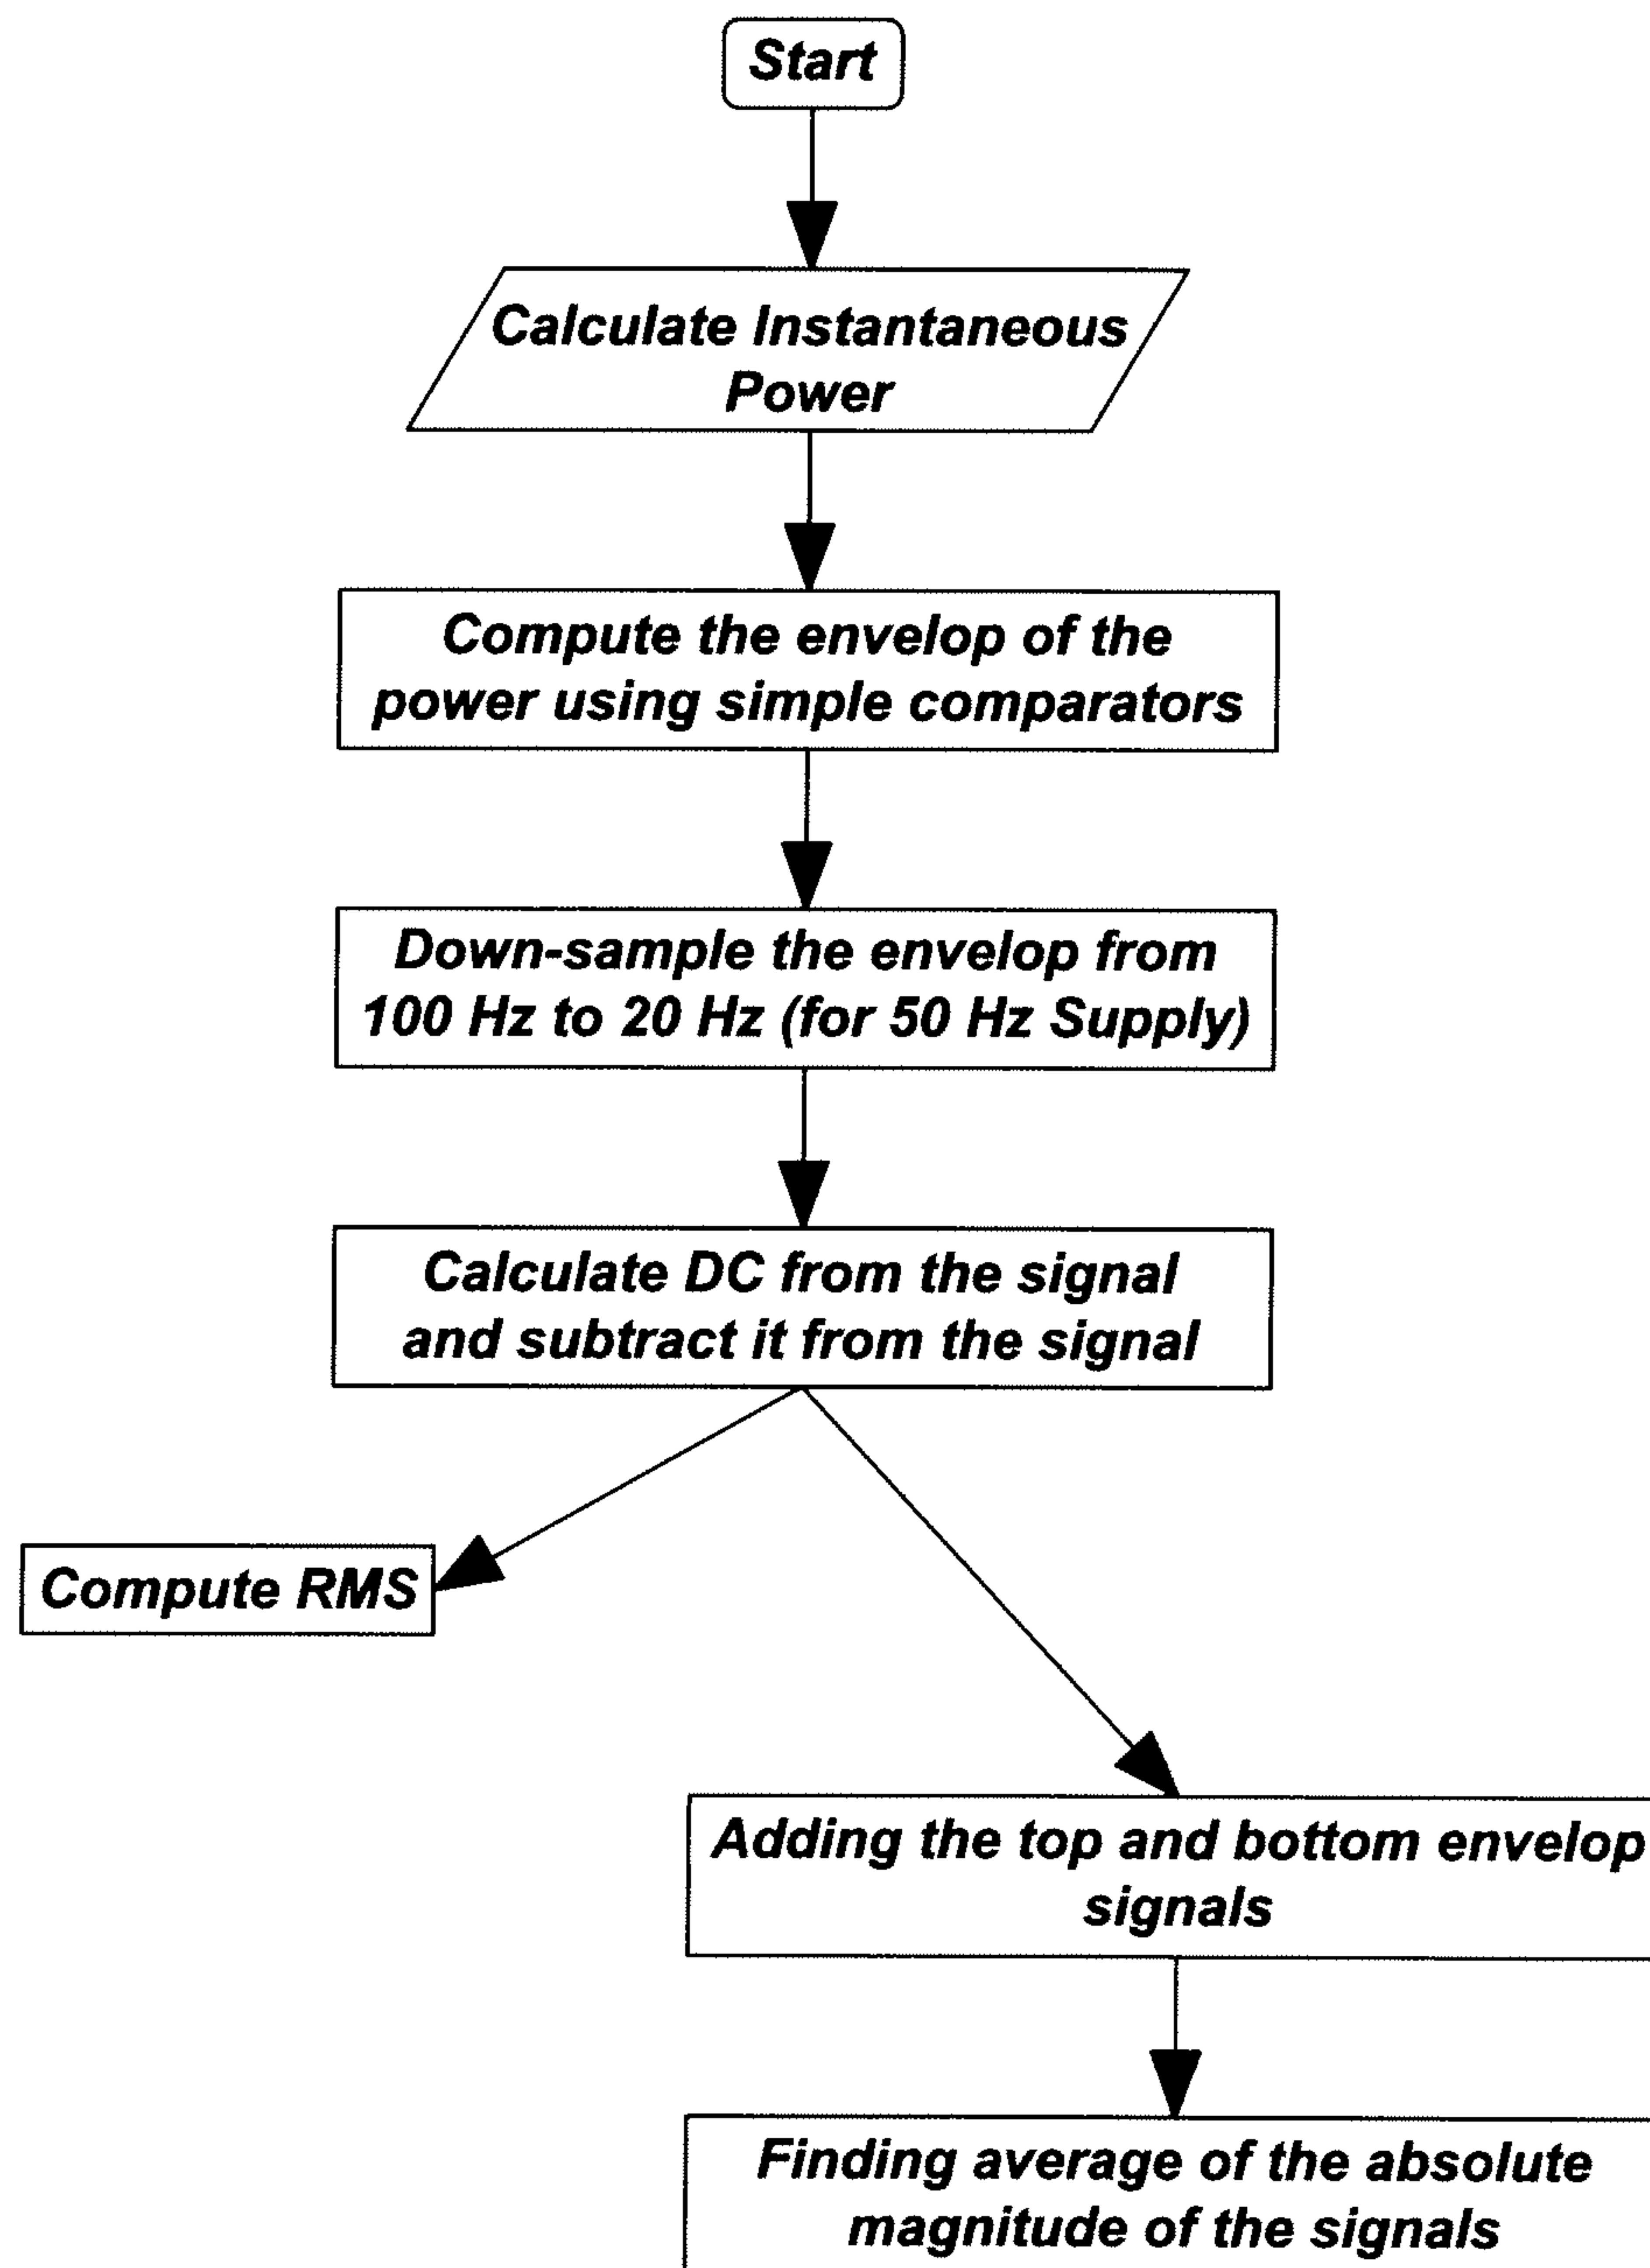 Start
Calculate Instantaneous
Power
Compute the envelop of the
power using simple comparators
Down-sample the envelop from
100 Hz to 20 Hz (for 50 Hz Supply)
Calculate DC from the signal
and subtract it from the signal
Compute RMS
Adding the top and bottom envelop
signals
Finding average of the absolute
magnitude of the signals